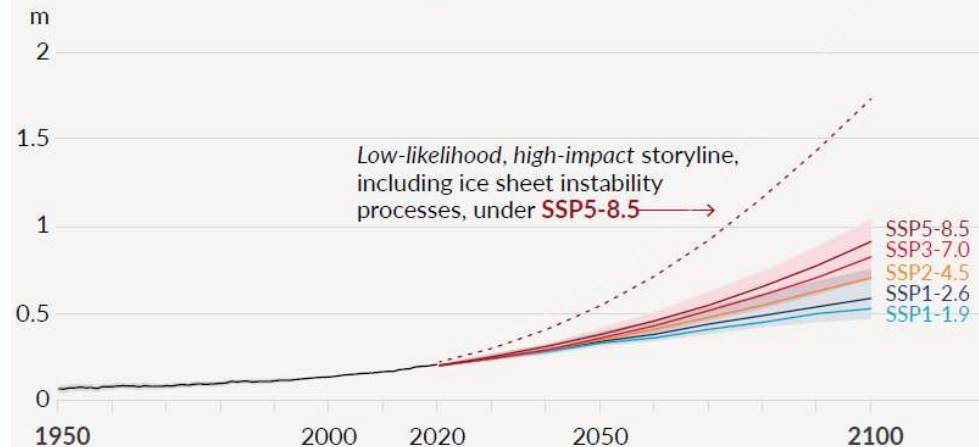 m
2
1.5
Low-likelihood, high-impact storyline,
including ice sheet instability
processes, under SSP5-8.5
1
SSP5-8.5
SSP3-7.0
SSP2-4.5
SSP1-2.6
SSP1-1.9
0.5
0
1950 2000 2020 2050 2100